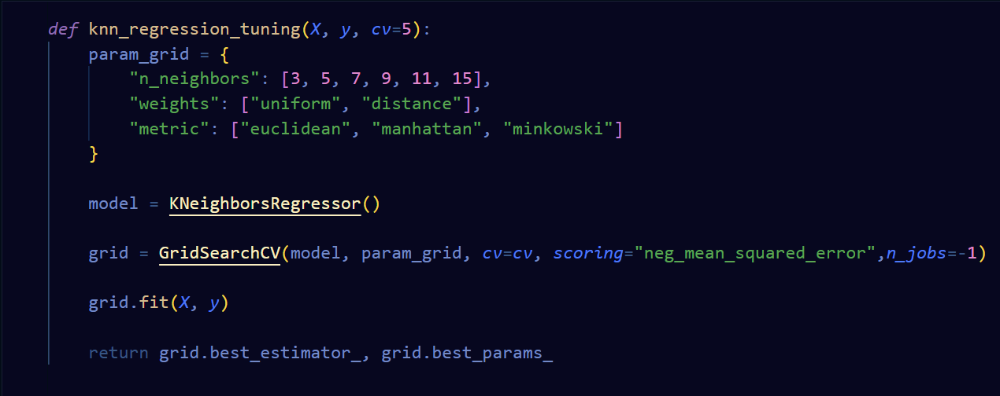 def knn_regression_tuning(X, y, cv=5):
    param_grid = {
        "n_neighbors": [3, 5, 7, 9, 11, 15],
        "weights": ["uniform", "distance"],
        "metric": ["euclidean", "manhattan", "minkowski"]
    }
    model = KNeighborsRegressor()
    grid = GridSearchCV(model, param_grid, cv=cv, scoring="neg_mean_squared_error",n_jobs=-1)
    grid.fit(X, y)
    return grid.best_estimator_, grid.best_params_